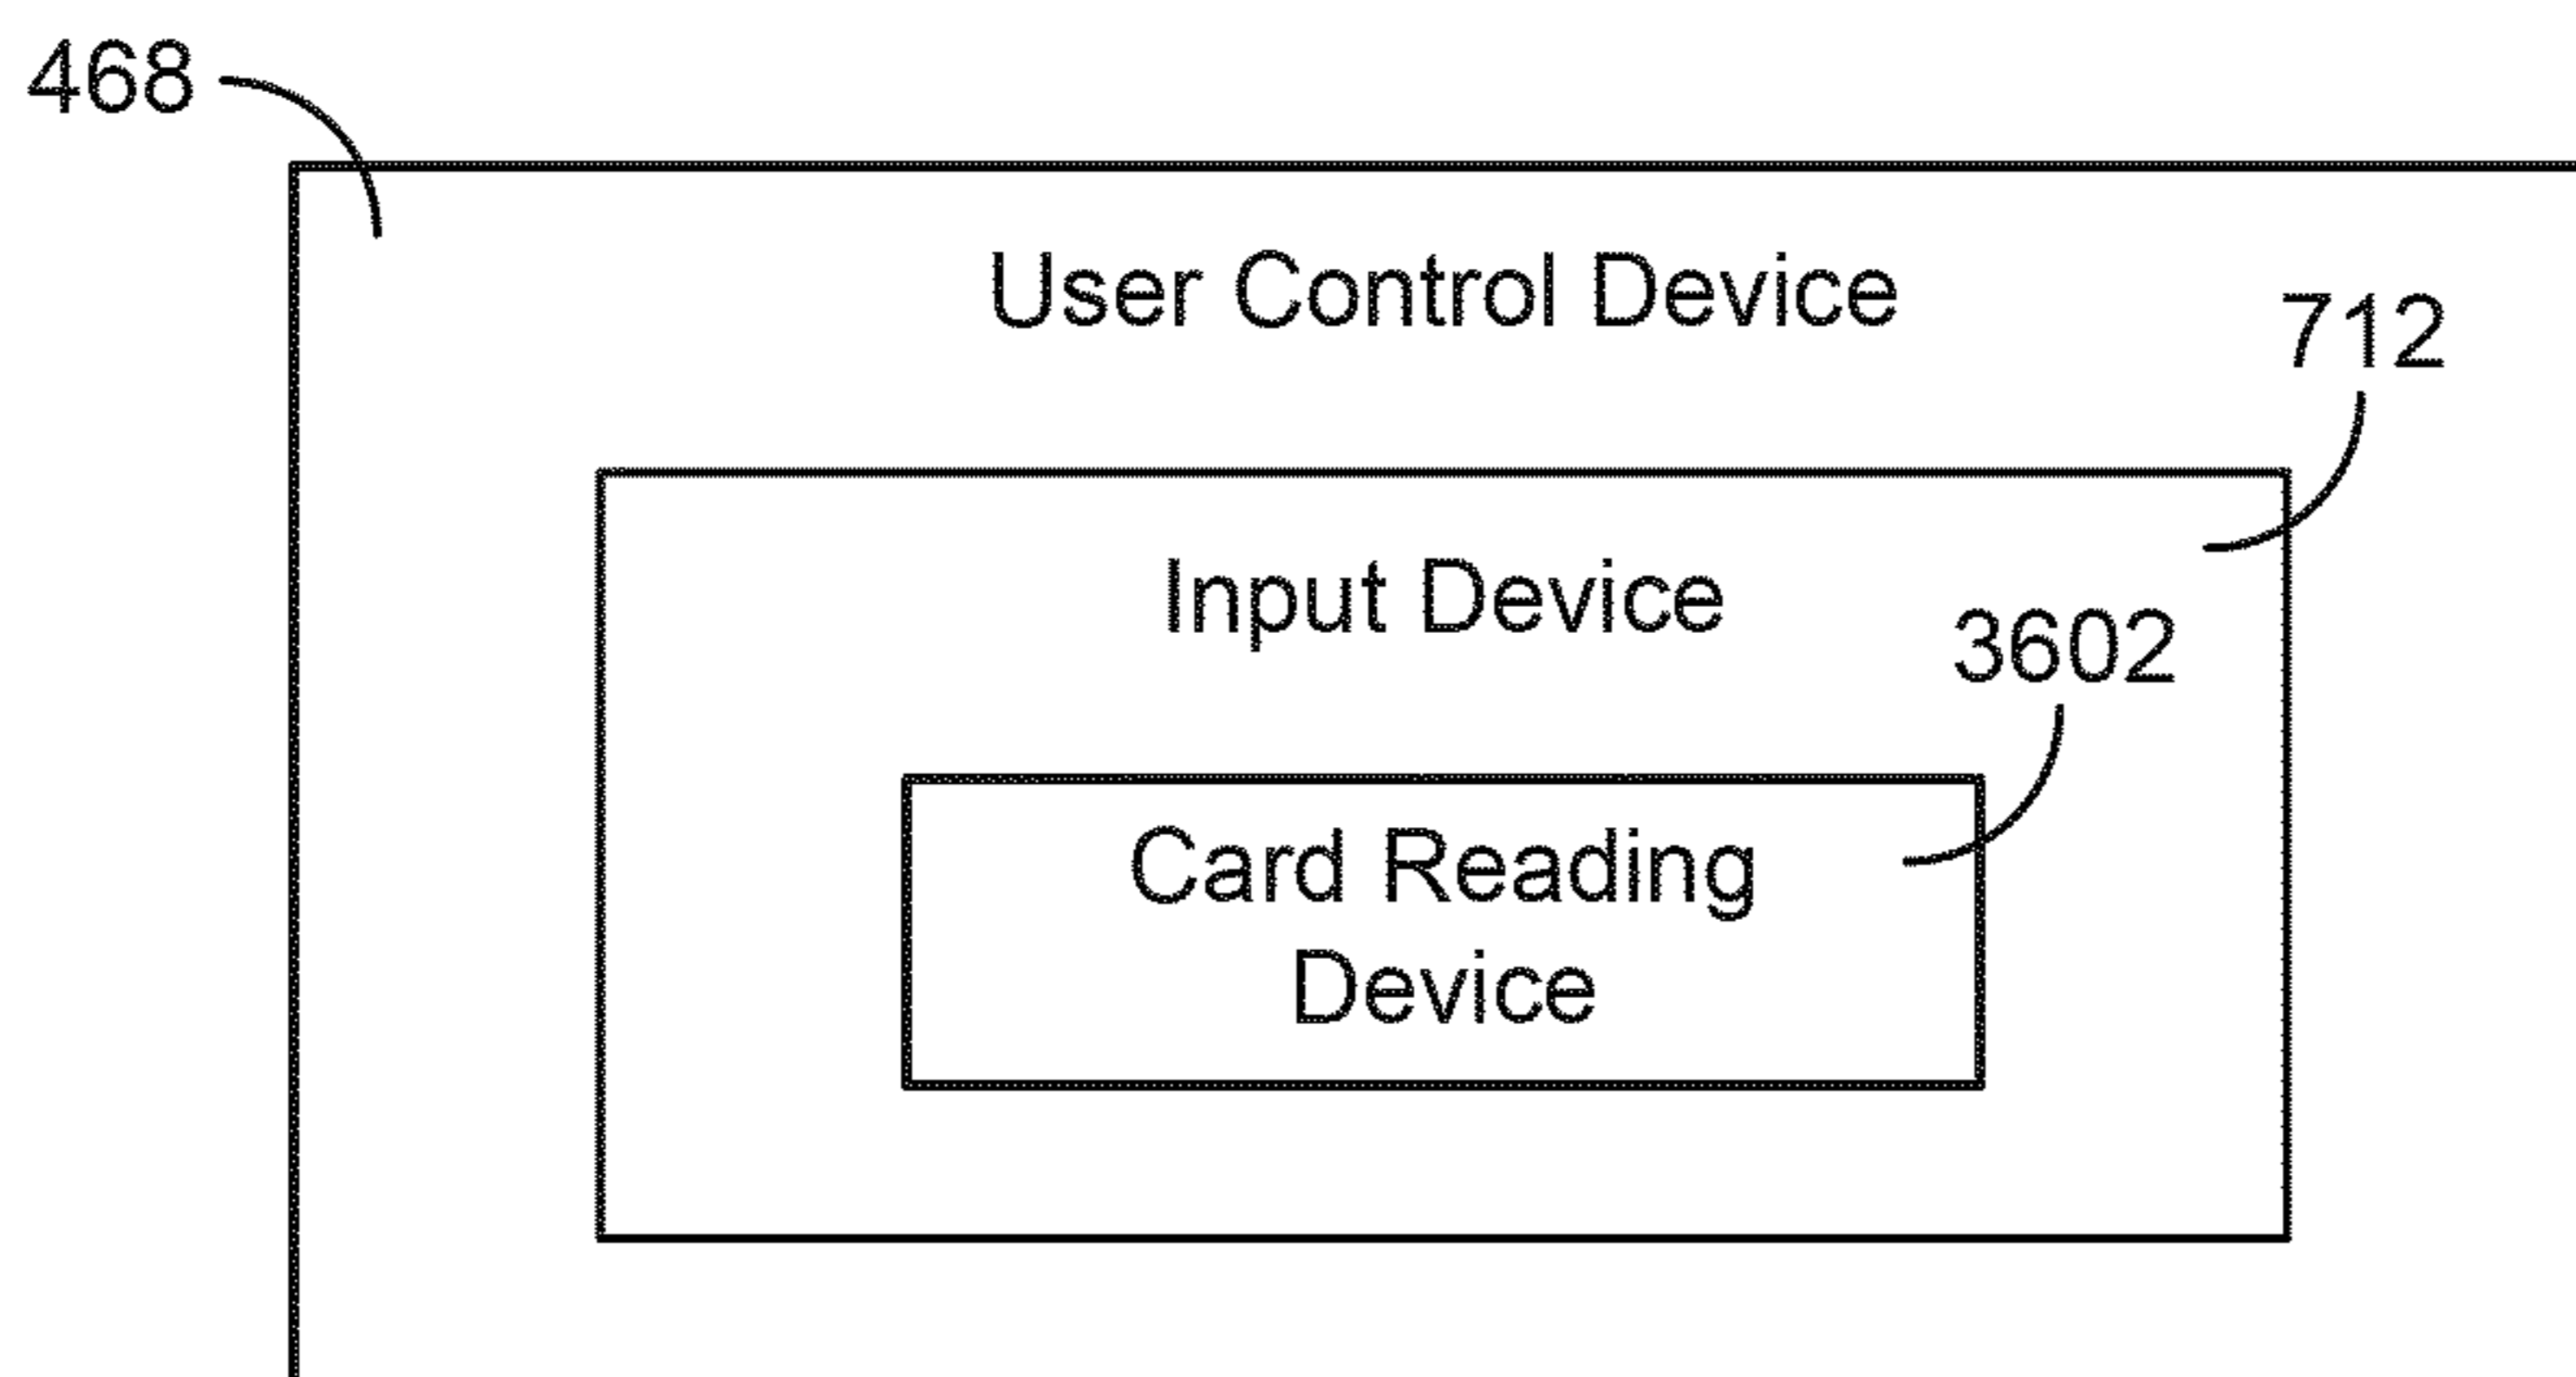 468
User Control Device
712
Input Device
3602
Card Reading
Device